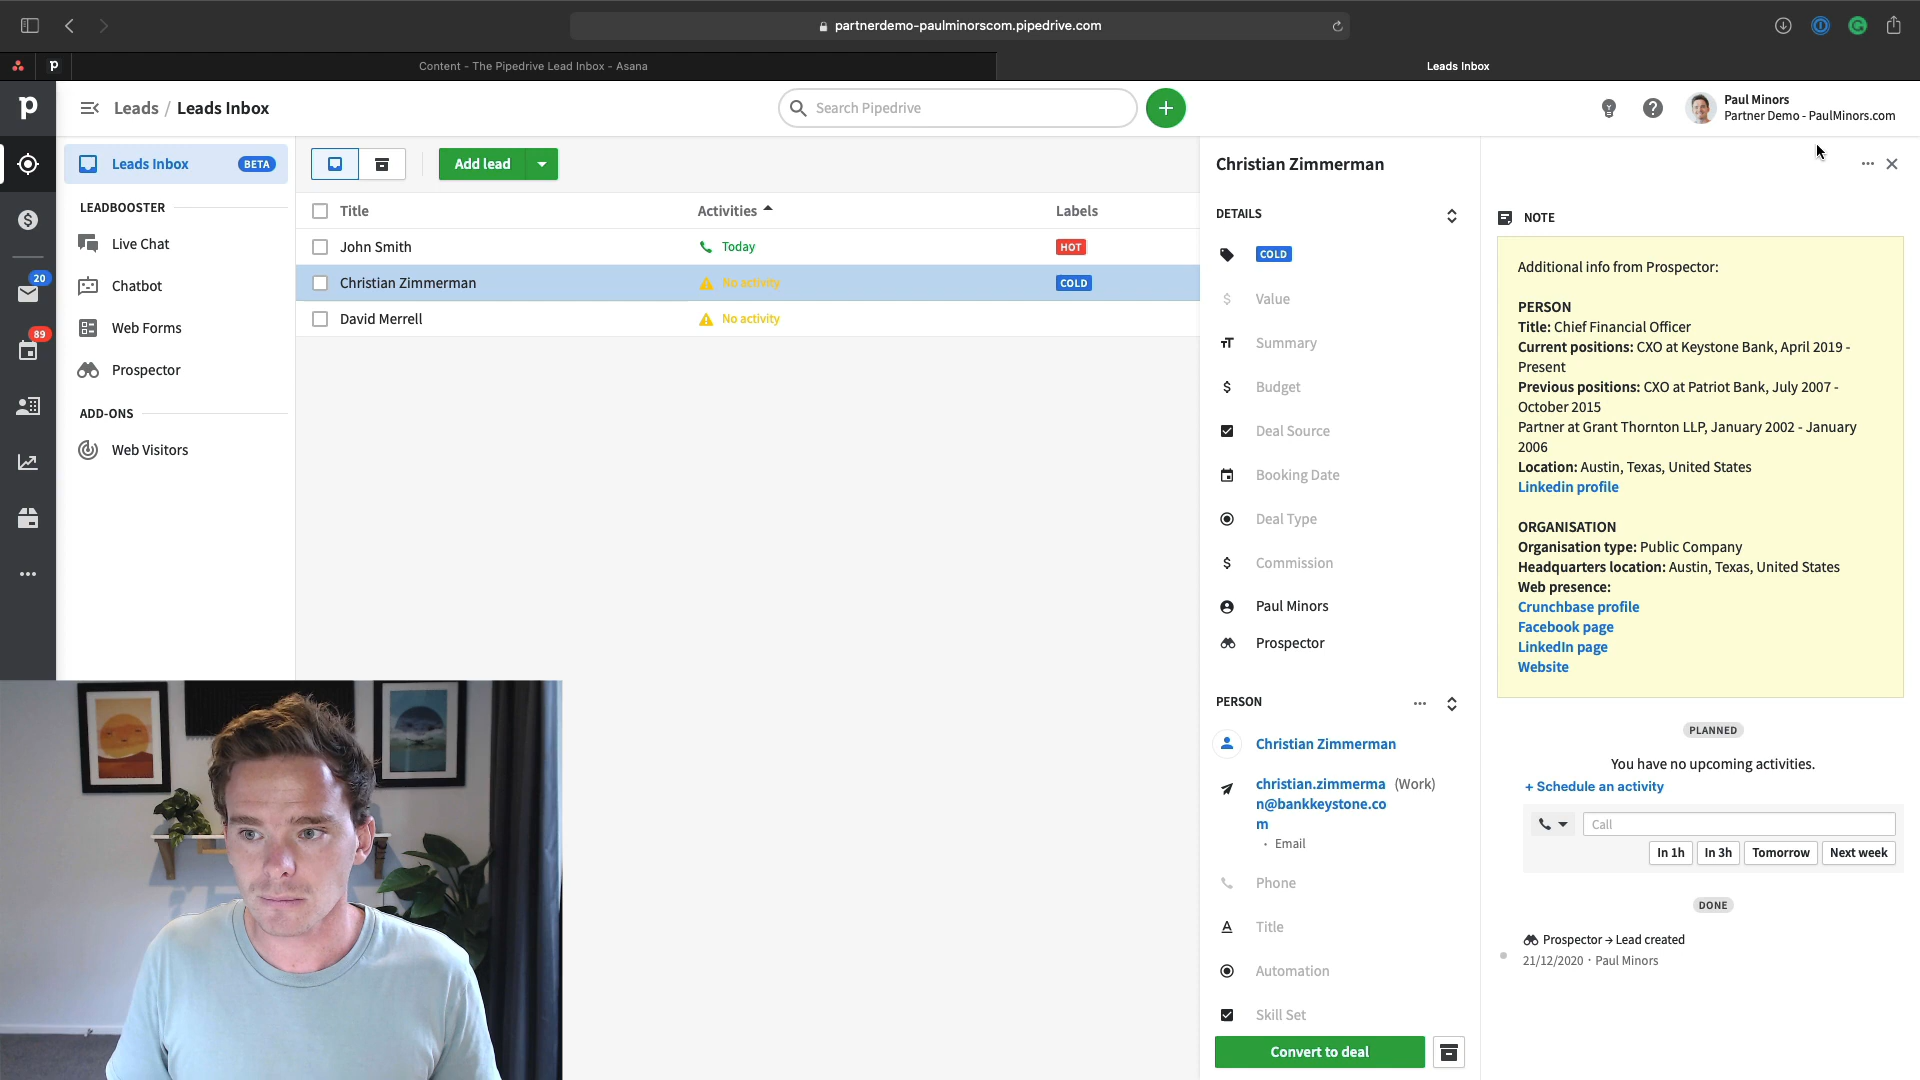 partnerdemo-paulminorscom.pipedrive.com
p
Content - The Pipedrive Lead Inbox - Asana
Leads Inbox
p
Leads / Leads Inbox
Search Pipedrive
Paul Minors
Partner Demo - PaulMinors.com
Leads Inbox
BETA
LEADBOOSTER
Live Chat
Chatbot
Web Forms
Prospector
ADD-ONS
Web Visitors
20
89
Add lead
Title
Activities
Labels
John Smith
Today
HOT
Christian Zimmerman
No activity
COLD
David Merrell
No activity
Christian Zimmerman
DETAILS
COLD
Value
Summary
Budget
Deal Source
Booking Date
Deal Type
Commission
Paul Minors
Prospector
PERSON
Christian Zimmerman
christian.zimmerma (Work)
n@bankkeystone.co
m
• Email
Phone
Title
Automation
Skill Set
Convert to deal
NOTE
Additional info from Prospector:
PERSON
Title: Chief Financial Officer
Current positions: CXO at Keystone Bank, April 2019 -
Present
Previous positions: CXO at Patriot Bank, July 2007 -
October 2015
Partner at Grant Thornton LLP, January 2002 - January
2006
Location: Austin, Texas, United States
Linkedin profile
ORGANISATION
Organisation type: Public Company
Headquarters location: Austin, Texas, United States
Web presence:
Crunchbase profile
Facebook page
LinkedIn page
Website
PLANNED
You have no upcoming activities.
+ Schedule an activity
Call
In 1h
In 3h
Tomorrow
Next week
DONE
Prospector → Lead created
21/12/2020 · Paul Minors